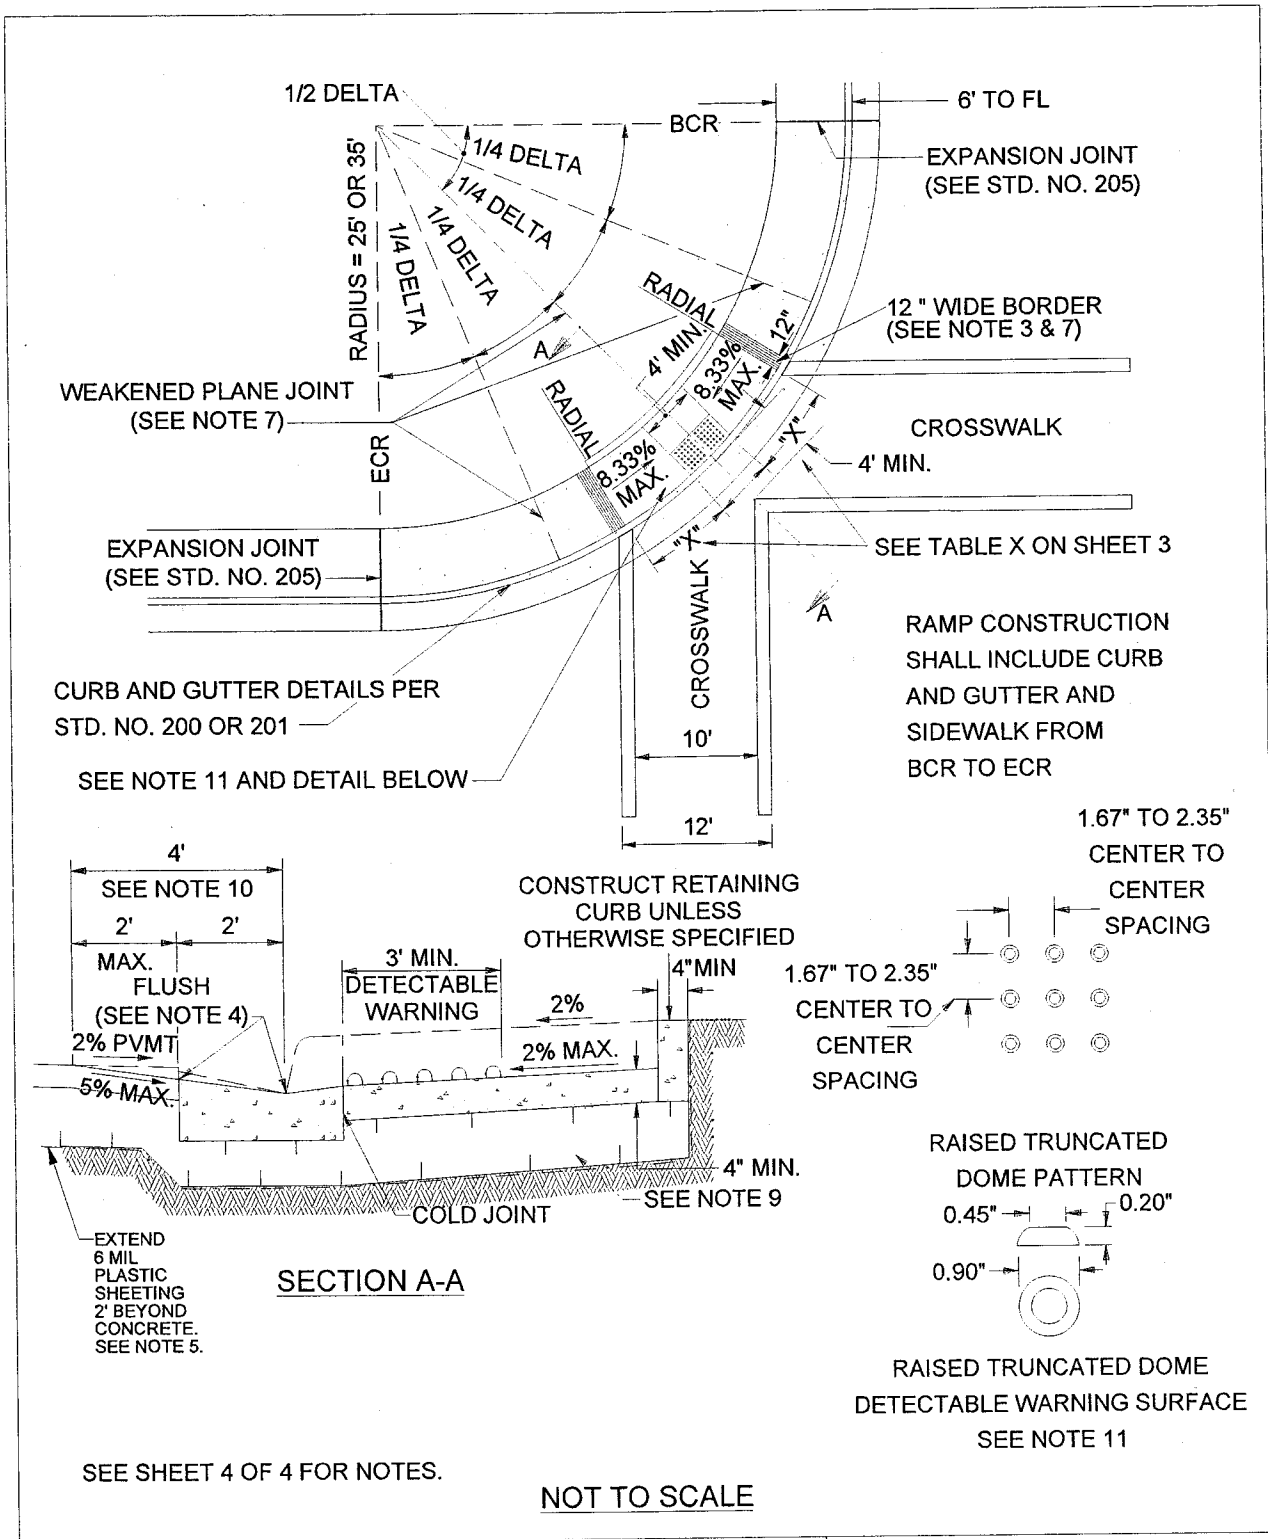 1/2 DELTA
BCR
6' TO FL
1/4 DELTA
1/4 DELTA
1/4 DELTA
1/4 DELTA
RADIUS = 25' OR 35'
EXPANSION JOINT
(SEE STD. NO. 205)
RADIAL
4' MIN.
12"
8.33%
MAX.
12 " WIDE BORDER
(SEE NOTE 3 & 7)
A
WEAKENED PLANE JOINT
(SEE NOTE 7)
RADIAL
8.33%
MAX.
"X"
CROSSWALK
4' MIN.
ECR
EXPANSION JOINT
(SEE STD. NO. 205)
"X"
SEE TABLE X ON SHEET 3
CROSSWALK
A
RAMP CONSTRUCTION
SHALL INCLUDE CURB
AND GUTTER AND
SIDEWALK FROM
BCR TO ECR
CURB AND GUTTER DETAILS PER
STD. NO. 200 OR 201
10'
SEE NOTE 11 AND DETAIL BELOW
12'
4'
SEE NOTE 10
2'
2'
MAX.
FLUSH
(SEE NOTE 4)
2% PVMT
5% MAX.
3' MIN.
DETECTABLE
WARNING
CONSTRUCT RETAINING
CURB UNLESS
OTHERWISE SPECIFIED
4"MIN
2%
2% MAX.
4" MIN.
SEE NOTE 9
COLD JOINT
EXTEND
6 MIL
PLASTIC
SHEETING
2' BEYOND
CONCRETE.
SEE NOTE 5.
SECTION A-A
1.67" TO 2.35"
CENTER TO
CENTER
SPACING
1.67" TO 2.35"
CENTER TO
CENTER
SPACING
RAISED TRUNCATED
DOME PATTERN
0.45"
0.20"
0.90"
RAISED TRUNCATED DOME
DETECTABLE WARNING SURFACE
SEE NOTE 11
SEE SHEET 4 OF 4 FOR NOTES.
NOT TO SCALE